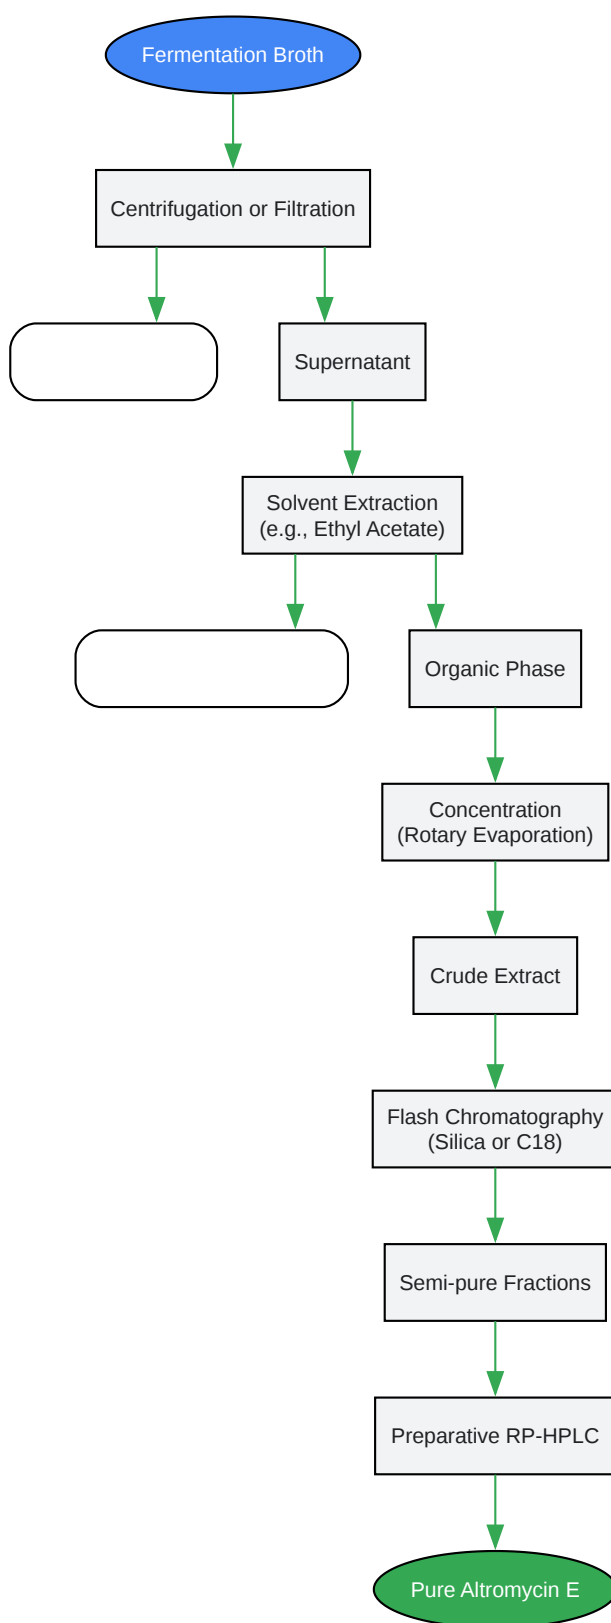 Fermentation Broth
Centrifugation or Filtration
Supernatant
Solvent Extraction
(e.g., Ethyl Acetate)
Organic Phase
Concentration
(Rotary Evaporation)
Crude Extract
Flash Chromatography
(Silica or C18)
Semi-pure Fractions
Preparative RP-HPLC
Pure Altromycin E